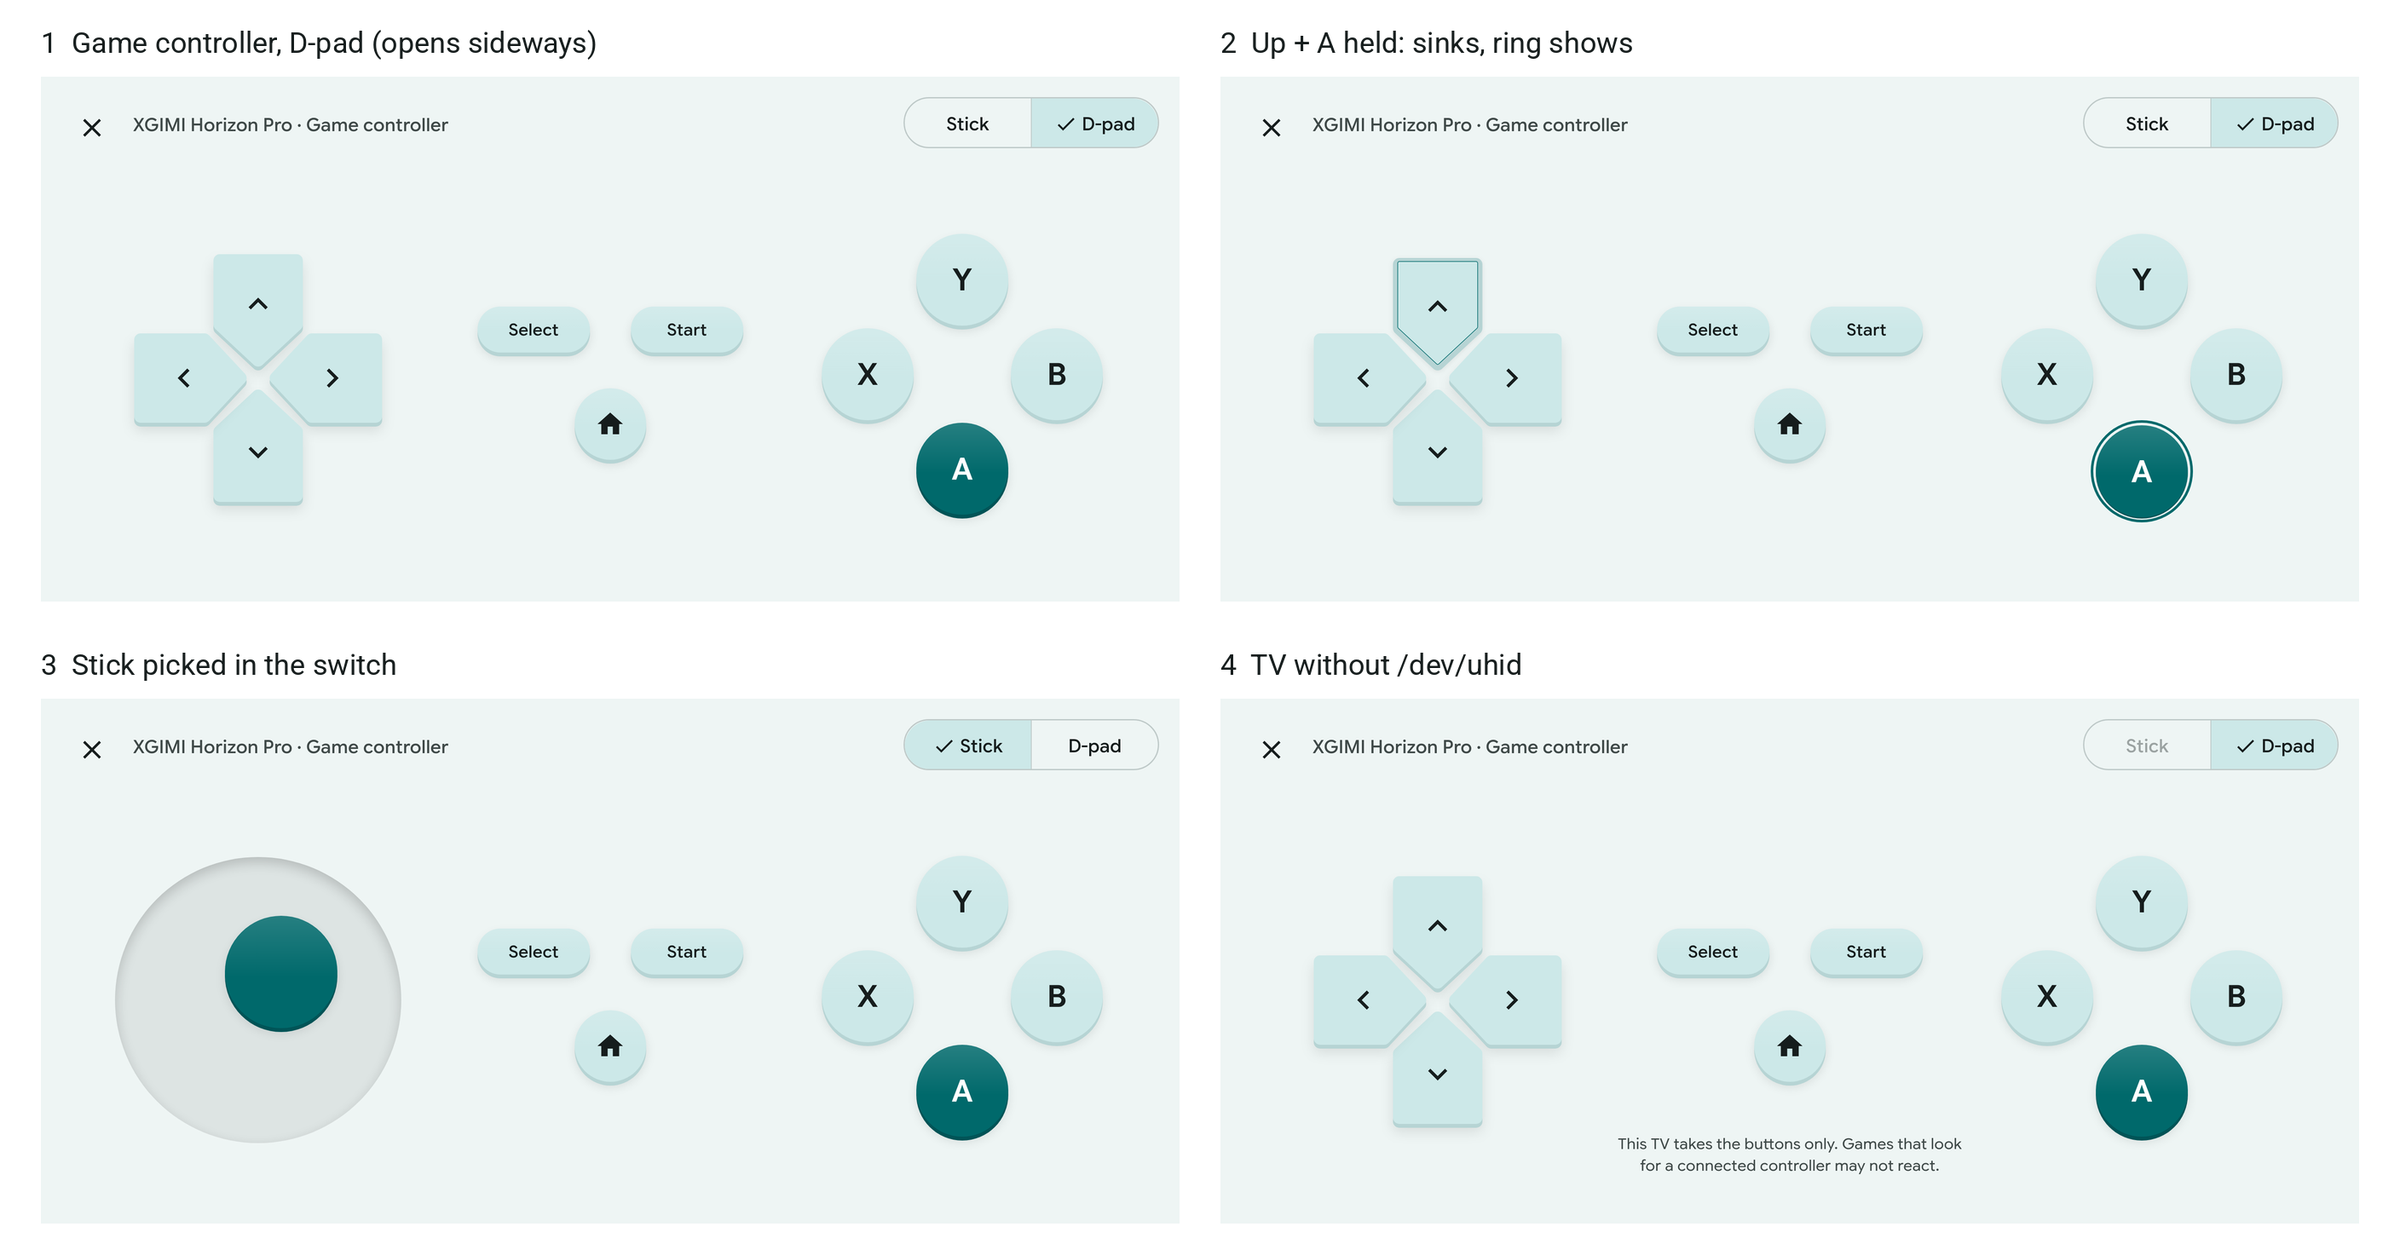 1 Game controller, D-pad (opens sideways)
XGIMI Horizon Pro · Game controller
Stick
D-pad
Select
Start
Y
X
B
A
2 Up + A held: sinks, ring shows
XGIMI Horizon Pro · Game controller
Stick
D-pad
Select
Start
Y
X
B
A
3 Stick picked in the switch
XGIMI Horizon Pro · Game controller
Stick
D-pad
Select
Start
Y
X
B
A
4 TV without /dev/uhid
XGIMI Horizon Pro · Game controller
Stick
D-pad
Select
Start
Y
X
B
A
This TV takes the buttons only. Games that look
for a connected controller may not react.